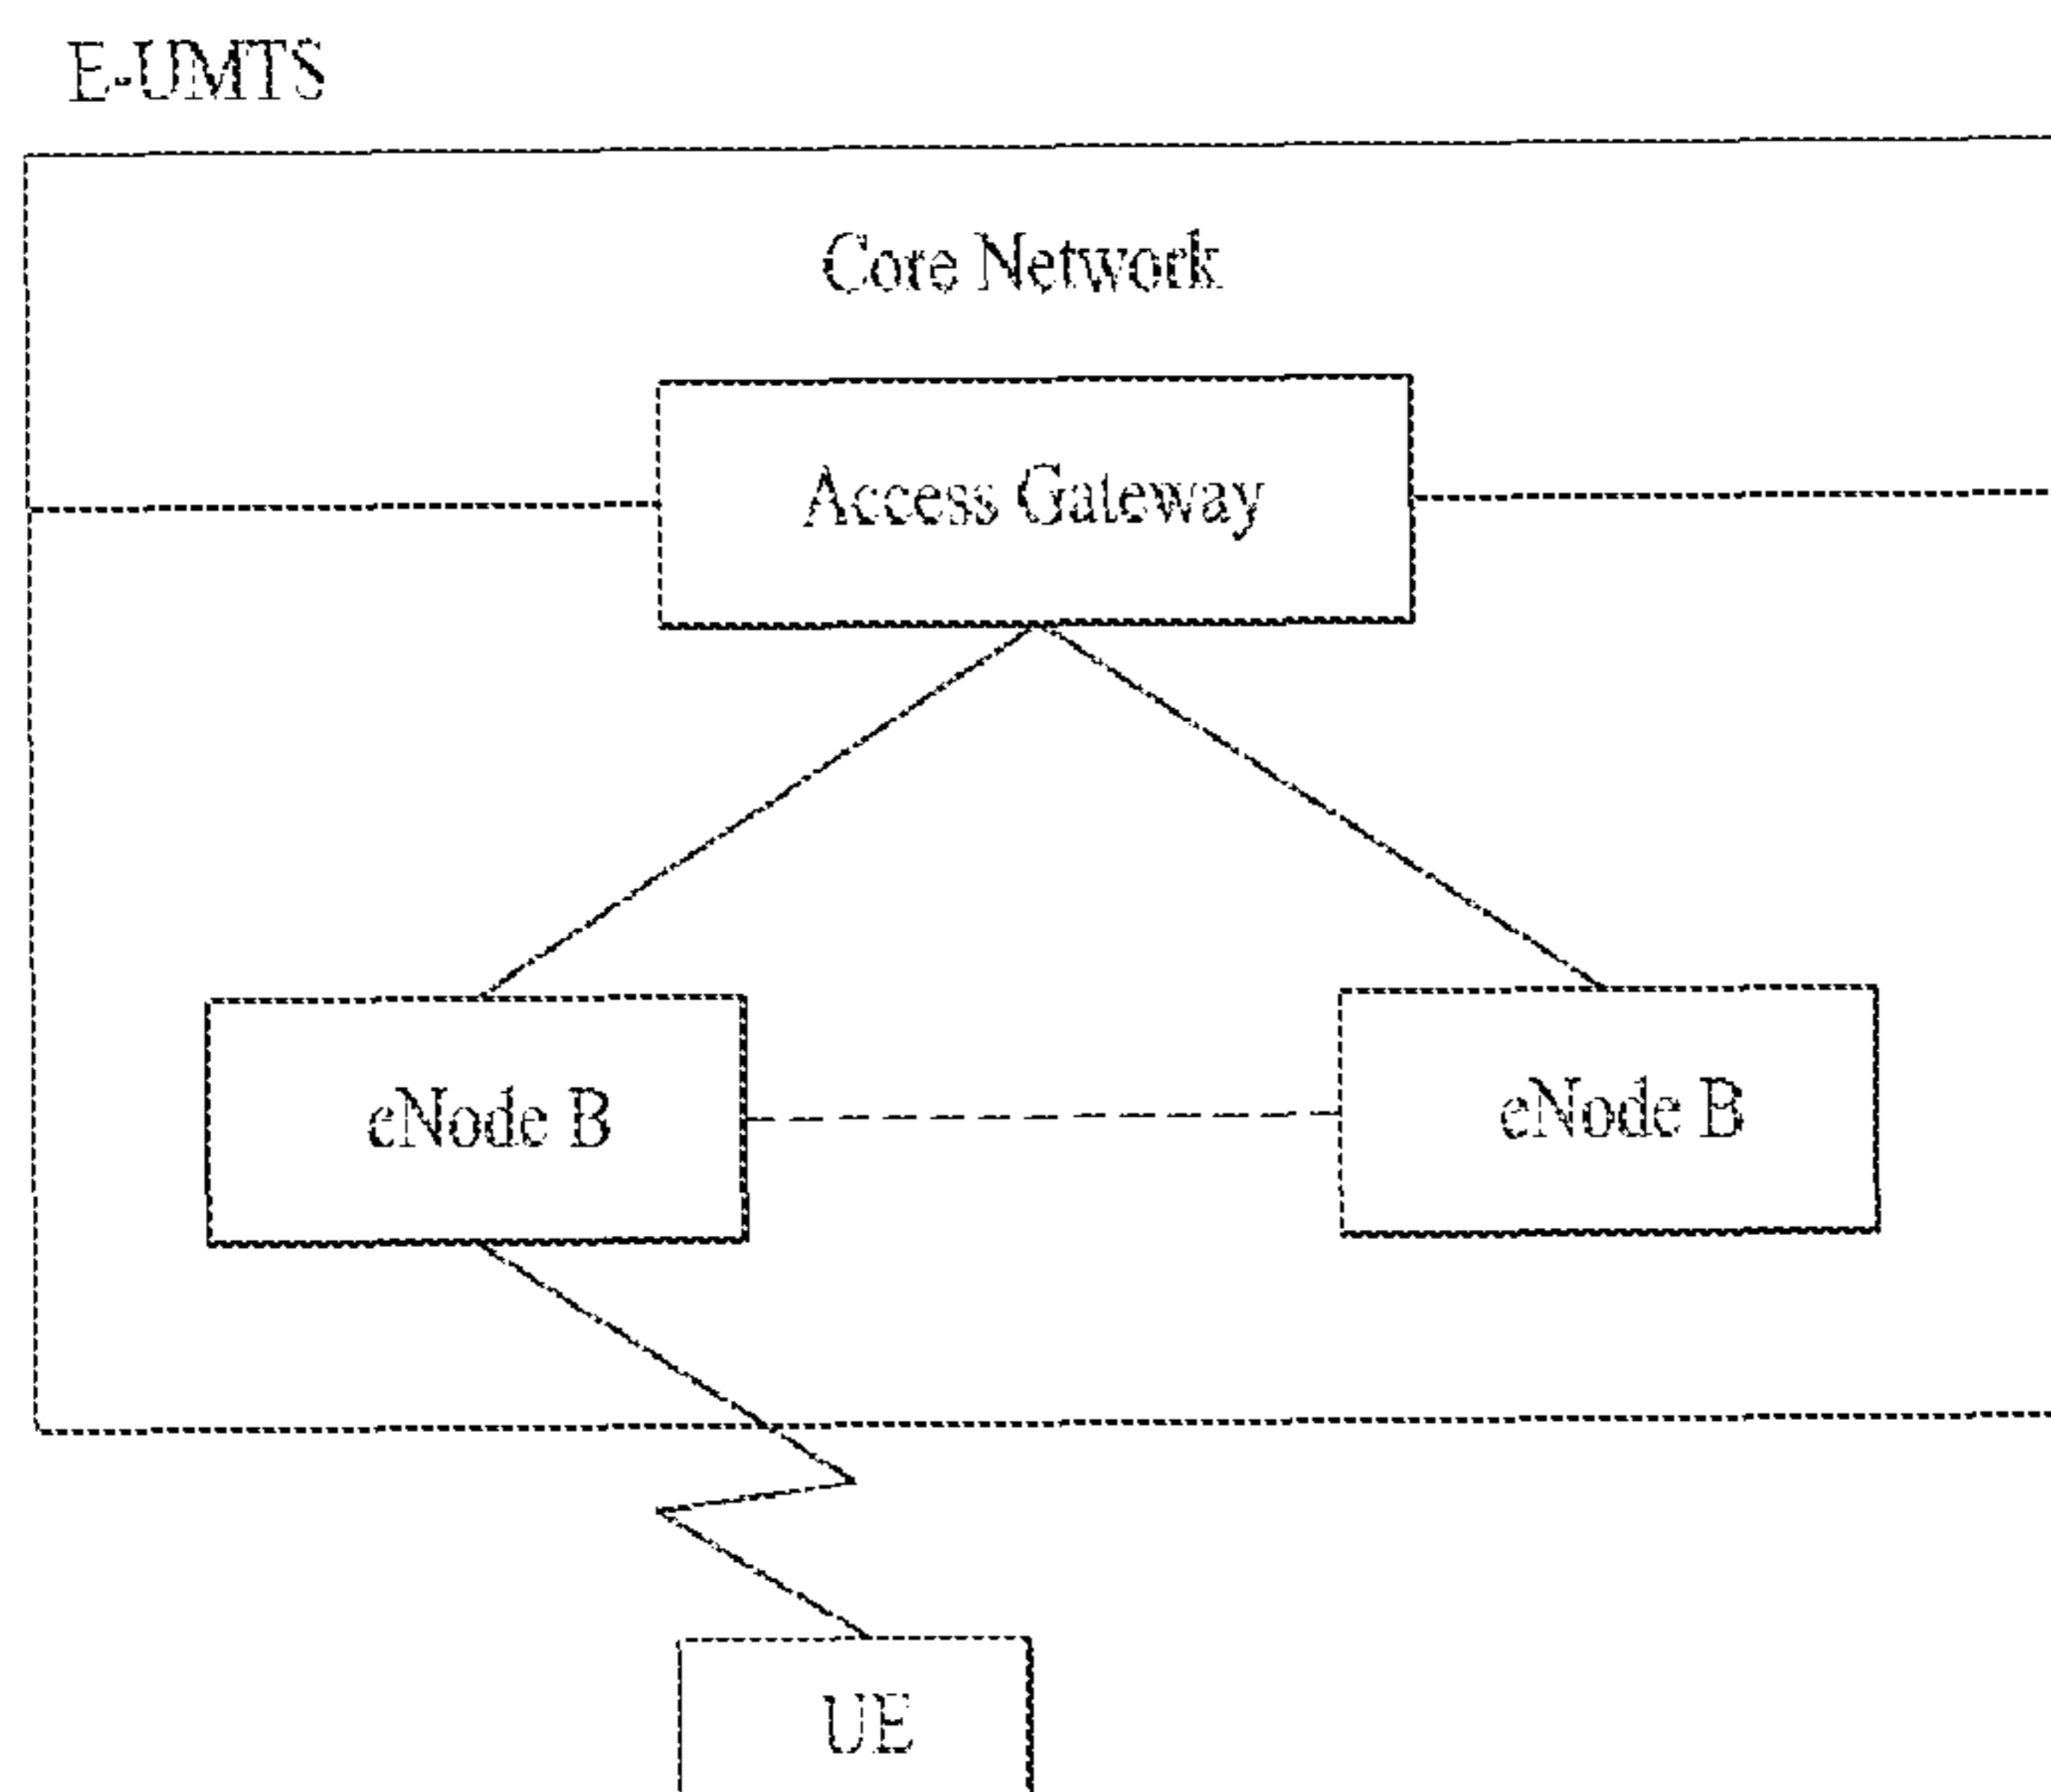 E-UMTS
Core Network
Access Gateway
eNode B
eNode B
UE